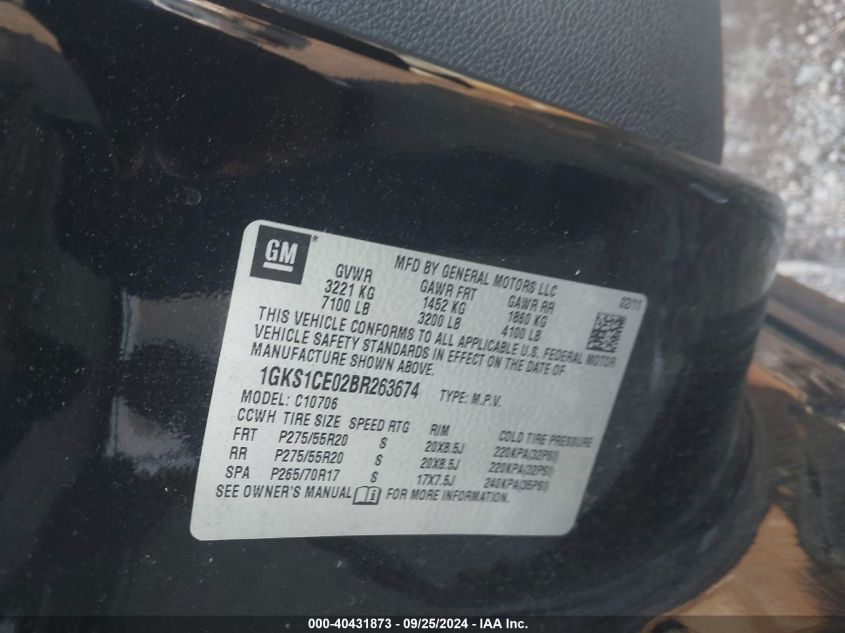 GM ®
MFD BY GENERAL MOTORS LLC
02/11
GVWR GAWR FRT GAWR RR
3221 KG 1452 KG 1860 KG
7100 LB 3200 LB 4100 LB
THIS VEHICLE CONFORMS TO ALL APPLICABLE U.S. FEDERAL MOTOR
VEHICLE SAFETY STANDARDS IN EFFECT ON THE DATE OF
MANUFACTURE SHOWN ABOVE.
1GKS1CE02BR263674 TYPE: M.P.V.
MODEL: C10706
CCWH TIRE SIZE SPEED RTG RIM COLD TIRE PRESSURE
FRT P275/55R20 S 20X8.5J 220KPA(32PSI)
RR P275/55R20 S 20X8.5J 220KPA(32PSI)
SPA P265/70R17 S 17X7.5J 240KPA(35PSI)
SEE OWNER'S MANUAL FOR MORE INFORMATION.
000-40431873 - 09/25/2024 - IAA Inc.